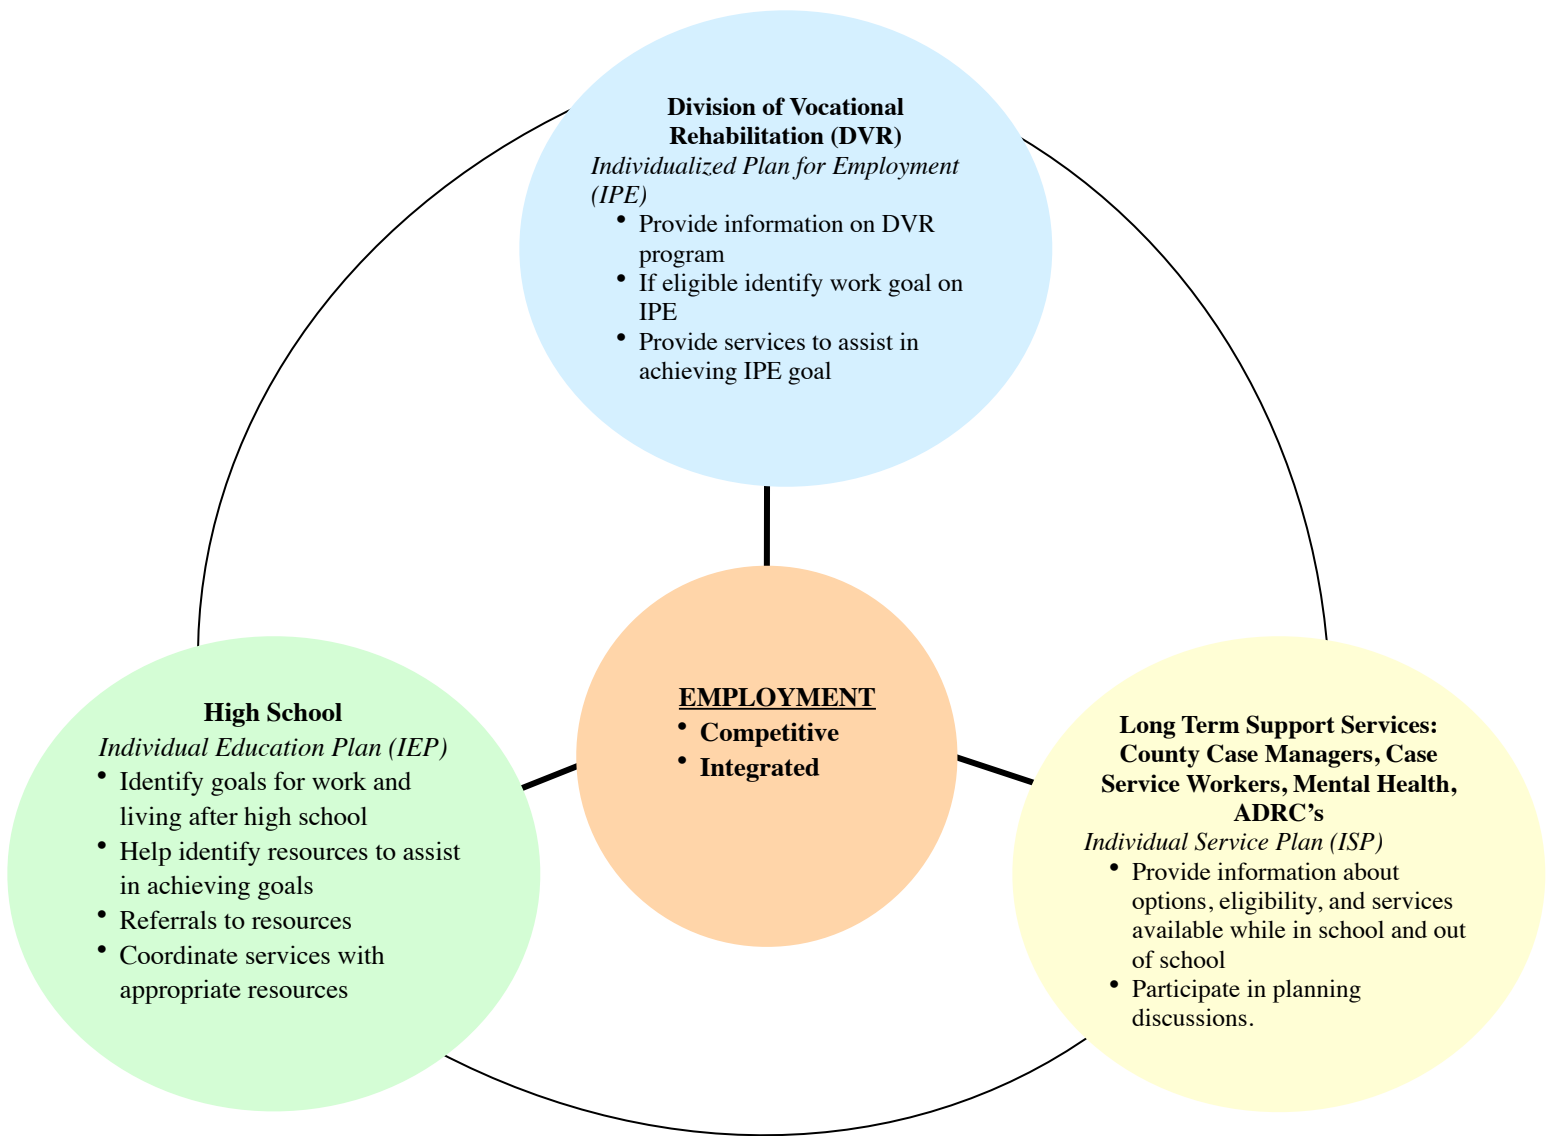 Division of Vocational
Rehabilitation (DVR)
Individualized Plan for Employment
(IPE)
• Provide information on DVR
program
• If eligible identify work goal on
IPE
• Provide services to assist in
achieving IPE goal
EMPLOYMENT
• Competitive
• Integrated
High School
Individual Education Plan (IEP)
• Identify goals for work and
living after high school
• Help identify resources to assist
in achieving goals
• Referrals to resources
• Coordinate services with
appropriate resources
Long Term Support Services:
County Case Managers, Case
Service Workers, Mental Health,
ADRC’s
Individual Service Plan (ISP)
• Provide information about
options, eligibility, and services
available while in school and out
of school
• Participate in planning
discussions.